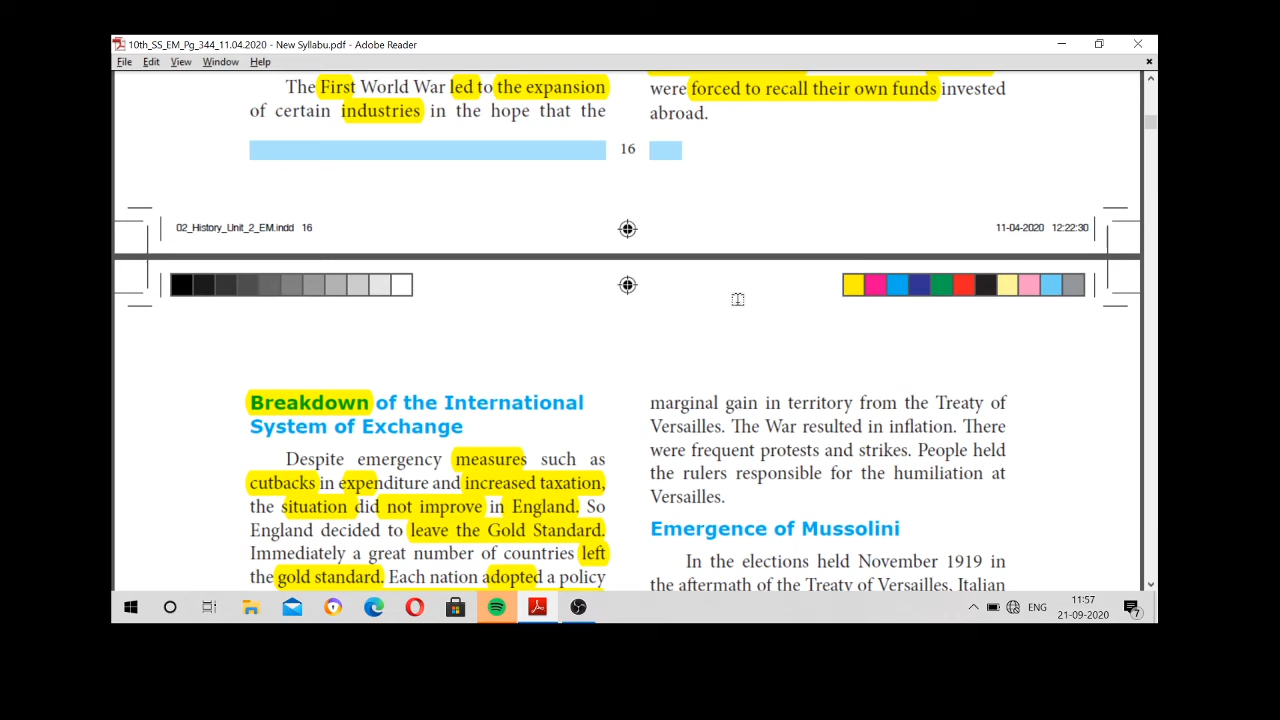 10th_SS_EM_Pg_344_11.04.2020 - New Syllabu.pdf - Adobe Reader
File Edit View Window Help
The First World War led to the expansion
of certain industries in the hope that the
were forced to recall their own funds invested
abroad.
16
02_History_Unit_2_EM.indd 16
11-04-2020 12:22:30
Breakdown of the International
System of Exchange
Despite emergency measures such as
cutbacks in expenditure and increased taxation,
the situation did not improve in England. So
England decided to leave the Gold Standard.
Immediately a great number of countries left
the gold standard. Each nation adopted a policy
marginal gain in territory from the Treaty of
Versailles. The War resulted in inflation. There
were frequent protests and strikes. People held
the rulers responsible for the humiliation at
Versailles.
Emergence of Mussolini
In the elections held November 1919 in
the aftermath of the Treaty of Versailles, Italian
ENG
11:57
21-09-2020
7